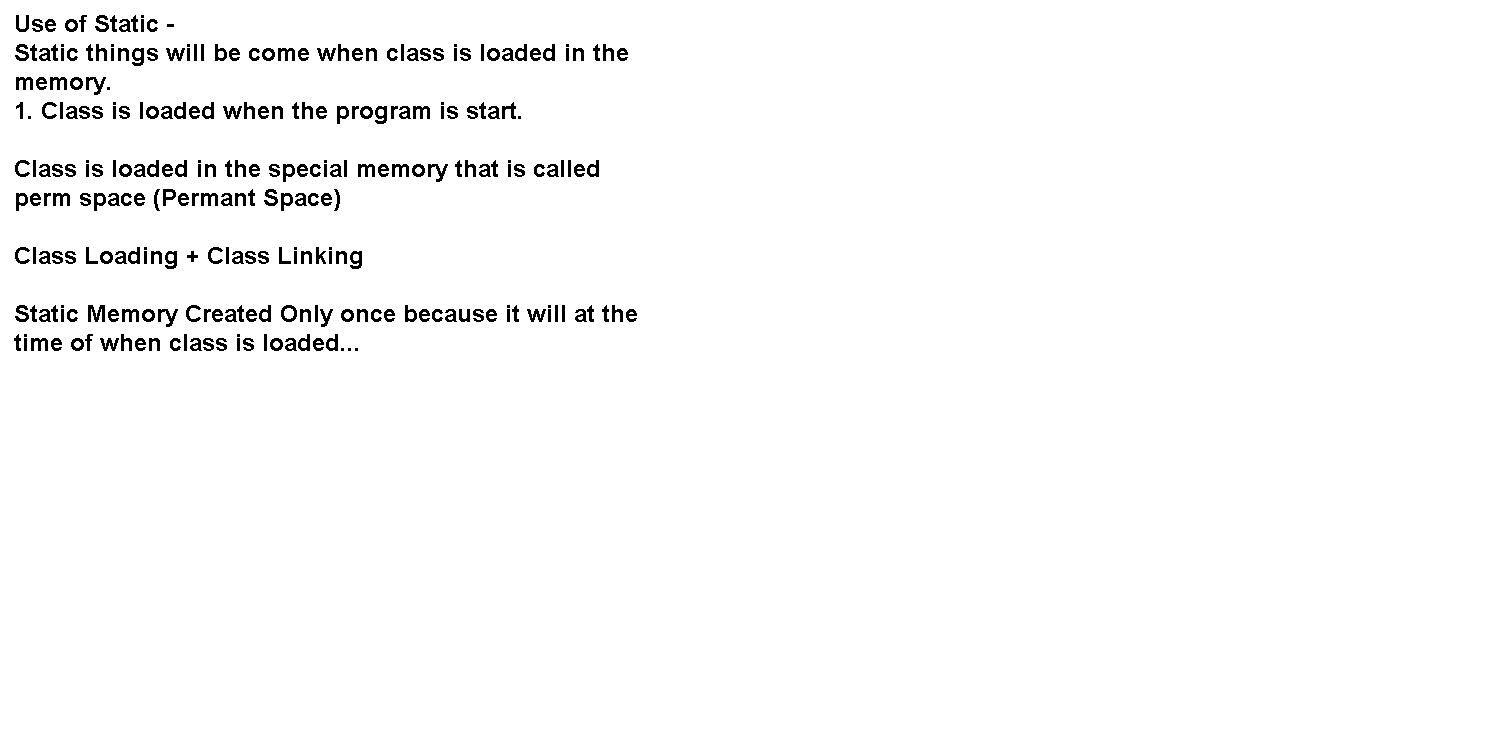 Use of Static -
Static things will be come when class is loaded in the
memory.
1. Class is loaded when the program is start.
Class is loaded in the special memory that is called
perm space (Permant Space)
Class Loading + Class Linking
Static Memory Created Only once because it will at the
time of when class is loaded...